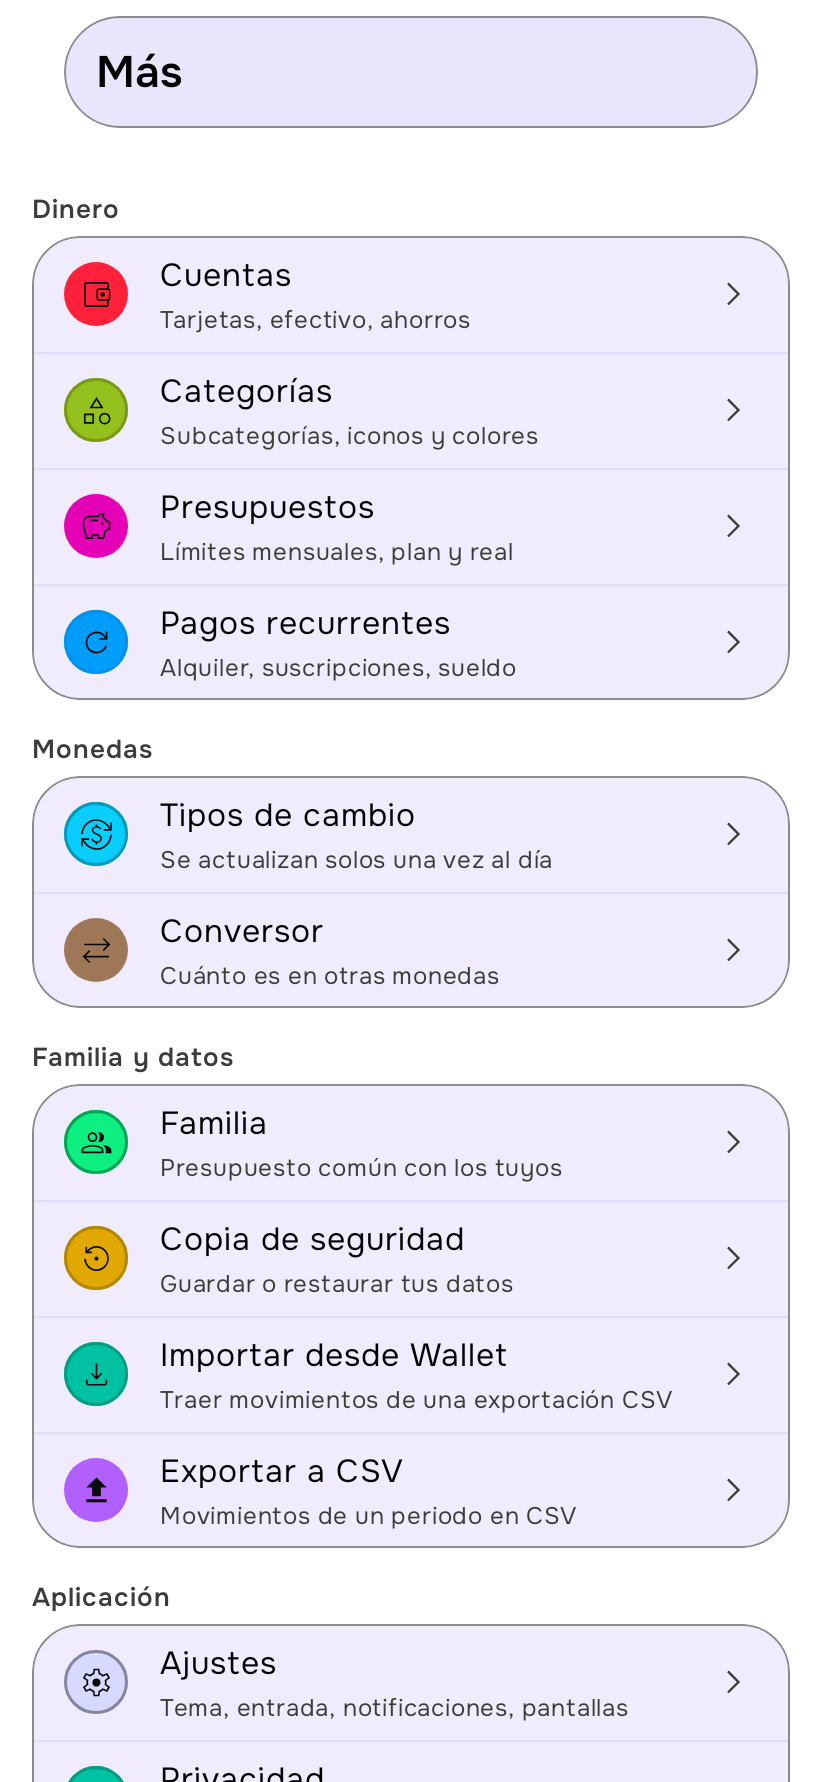 Más
Dinero
Cuentas
Tarjetas, efectivo, ahorros
Categorías
Subcategorías, iconos y colores
Presupuestos
Límites mensuales, plan y real
Pagos recurrentes
Alquiler, suscripciones, sueldo
Monedas
Tipos de cambio
Se actualizan solos una vez al día
Conversor
Cuánto es en otras monedas
Familia y datos
Familia
Presupuesto común con los tuyos
Copia de seguridad
Guardar o restaurar tus datos
Importar desde Wallet
Traer movimientos de una exportación CSV
Exportar a CSV
Movimientos de un periodo en CSV
Aplicación
Ajustes
Tema, entrada, notificaciones, pantallas
Privacidad